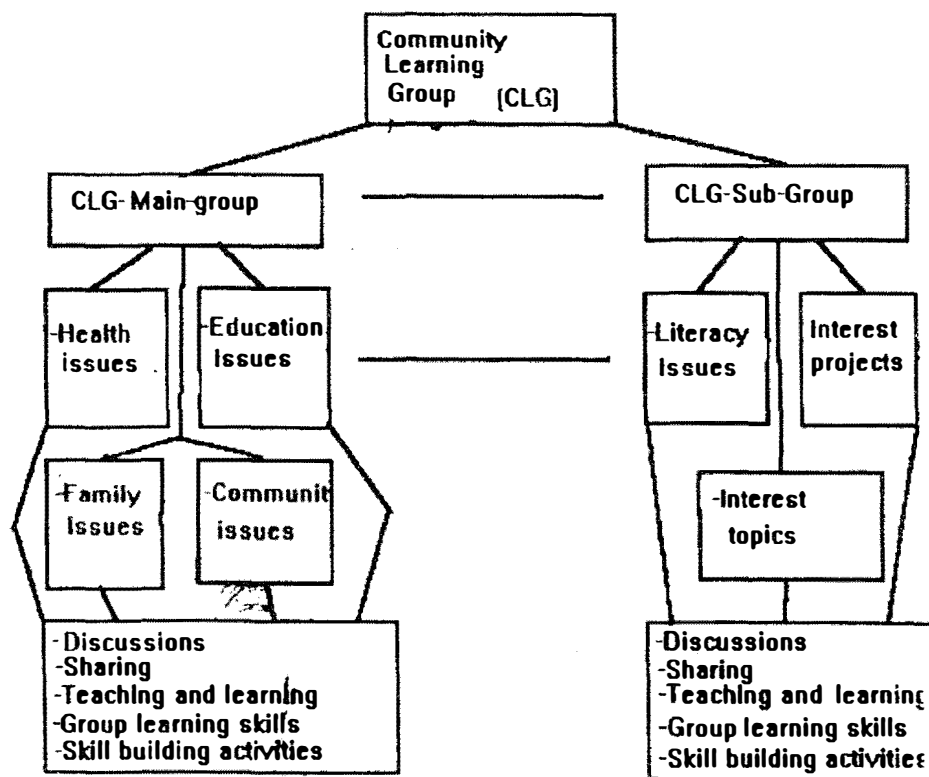 Community
Learning
Group (CLG)
CLG-Main-group
CLG-Sub-Group
-Health
issues
-Education
Issues
-Literacy
Issues
Interest
projects
-Family
Issues
-Communit
issues
-Interest
topics
-Discussions
-Sharing
-Teaching and learning
-Group learning skills
-Skill building activities
-Discussions
-Sharing
-Teaching and learning
-Group learning skills
-Skill building activities